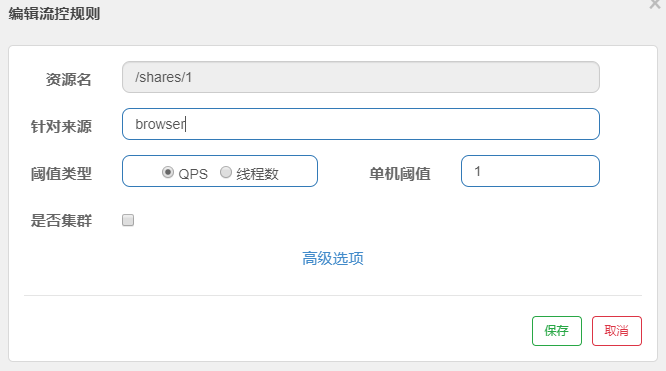 编辑流控规则
资源名 /shares/1
针对来源 browser
阈值类型 QPS 线程数 单机阈值 1
是否集群
高级选项
保存 取消